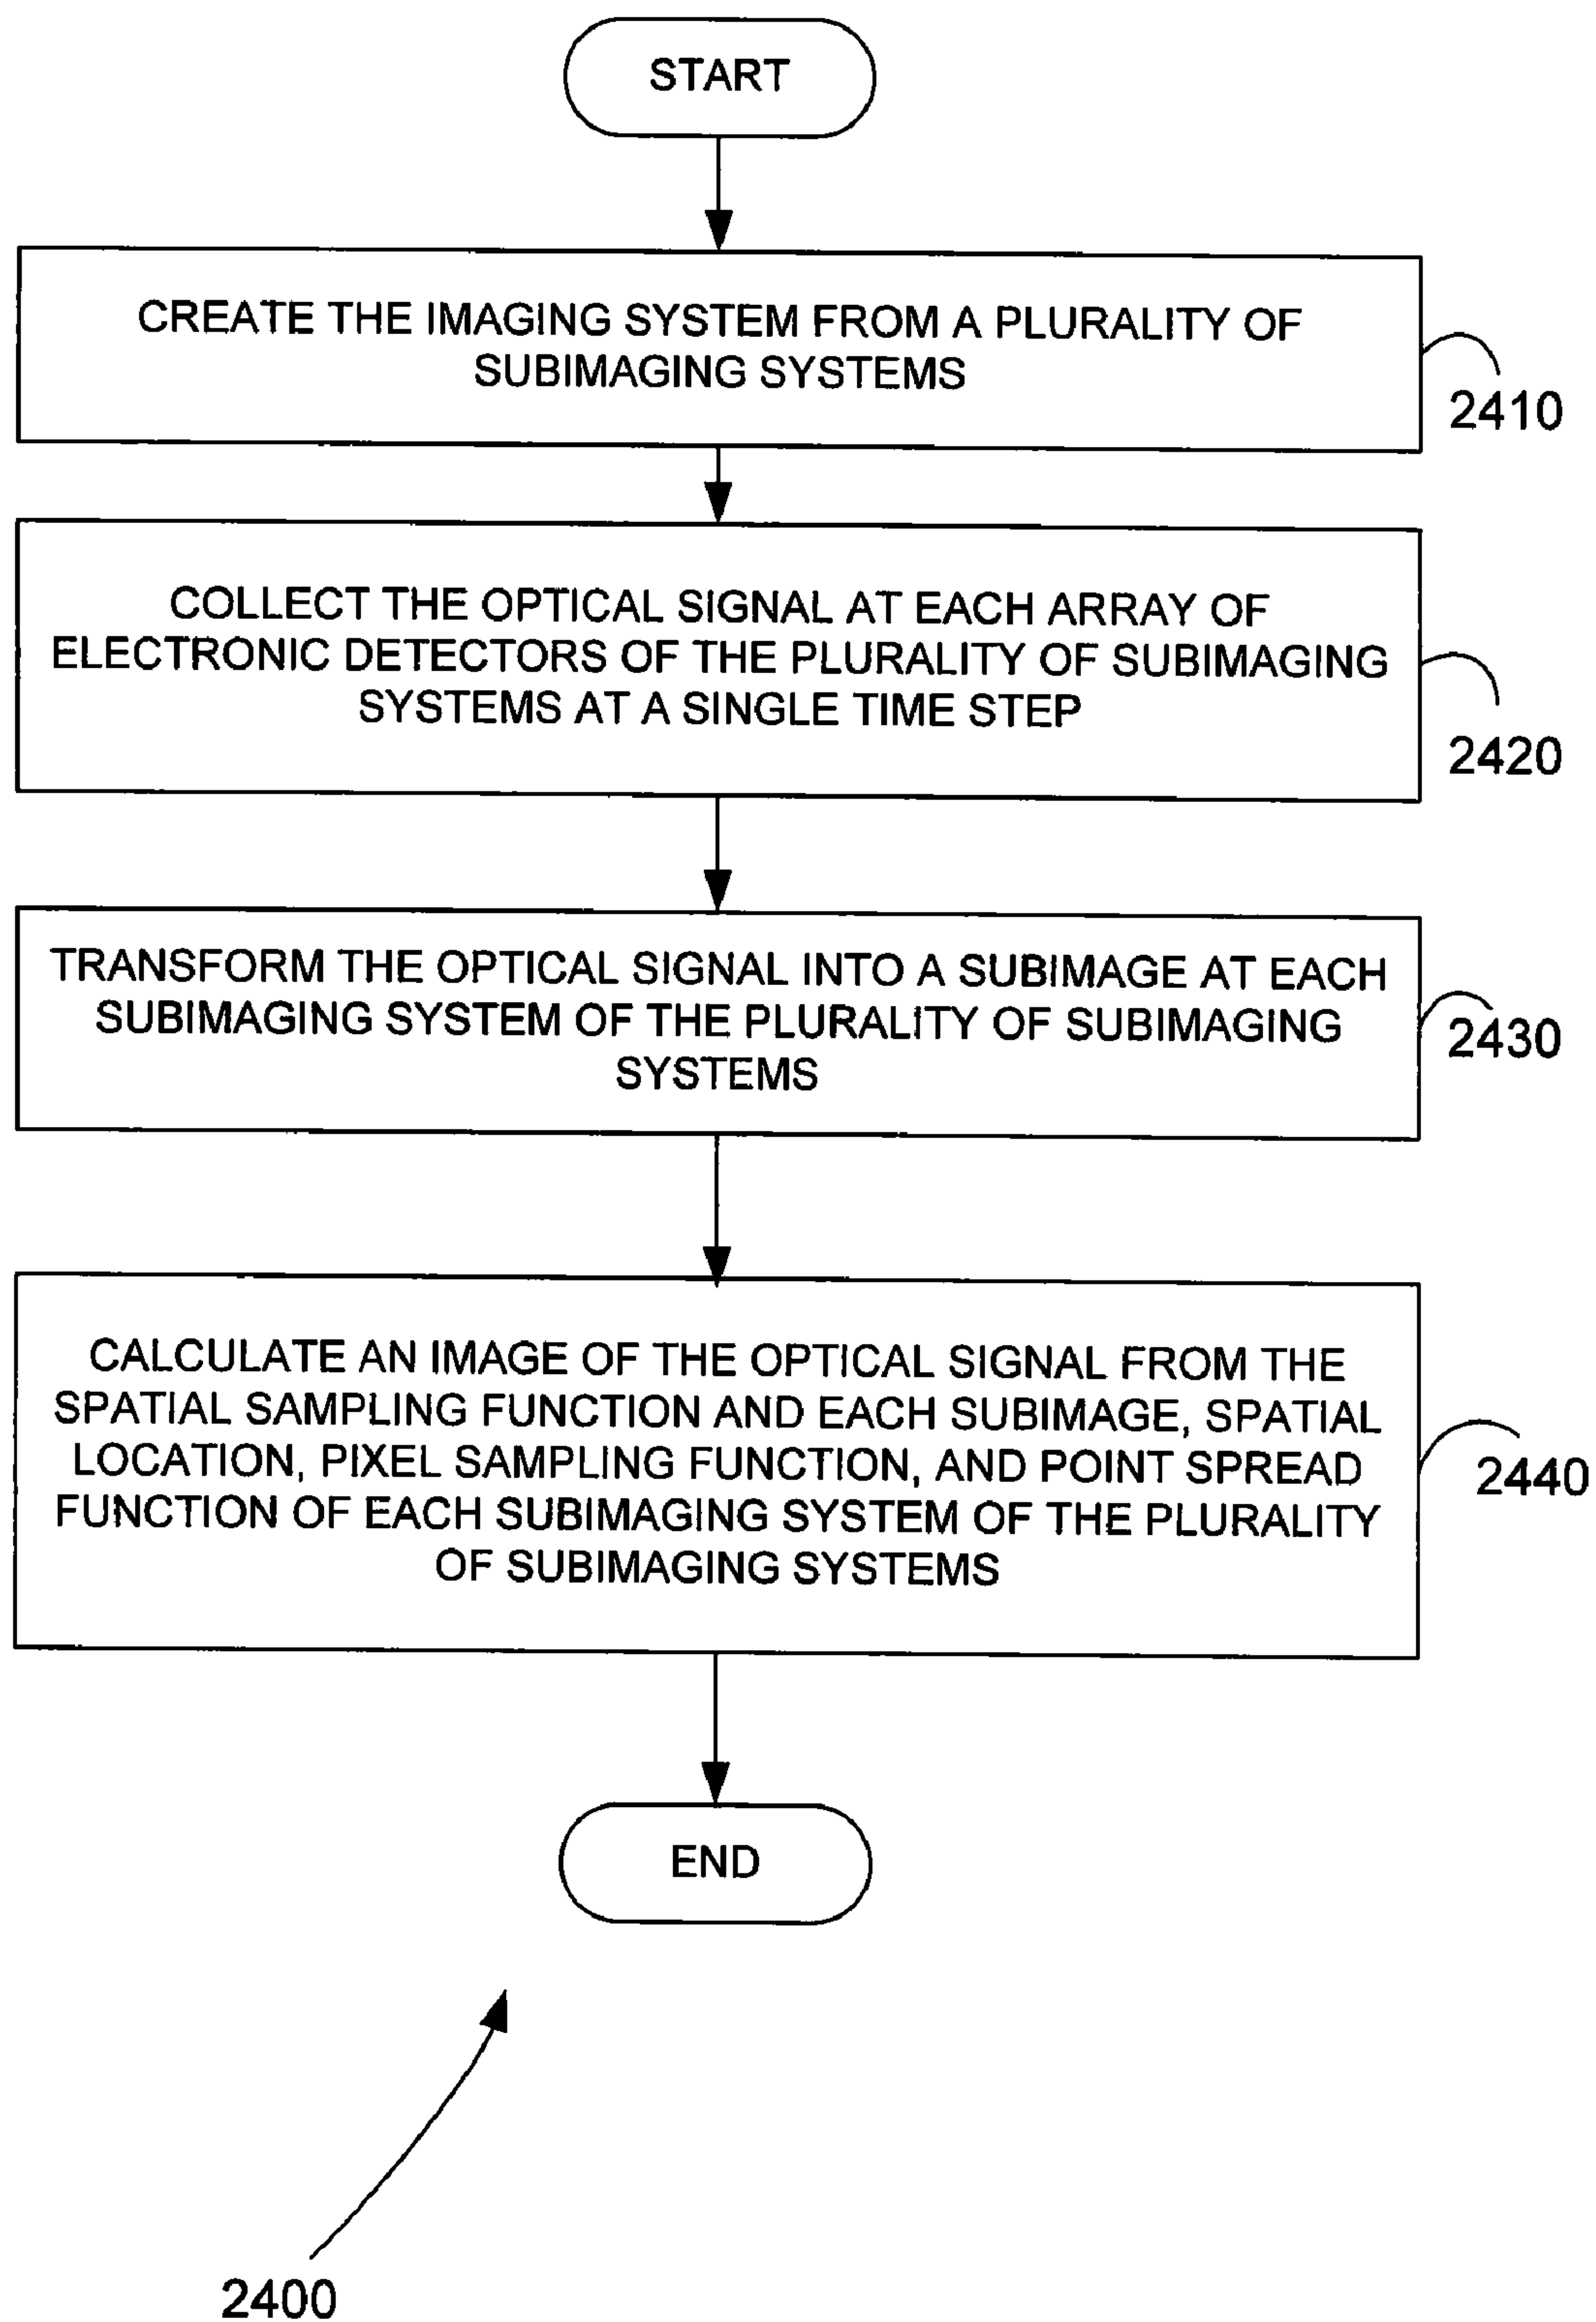 START
CREATE THE IMAGING SYSTEM FROM A PLURALITY OF
SUBIMAGING SYSTEMS
2410
COLLECT THE OPTICAL SIGNAL AT EACH ARRAY OF
ELECTRONIC DETECTORS OF THE PLURALITY OF SUBIMAGING
SYSTEMS AT A SINGLE TIME STEP
2420
TRANSFORM THE OPTICAL SIGNAL INTO A SUBIMAGE AT EACH
SUBIMAGING SYSTEM OF THE PLURALITY OF SUBIMAGING
SYSTEMS
2430
CALCULATE AN IMAGE OF THE OPTICAL SIGNAL FROM THE
SPATIAL SAMPLING FUNCTION AND EACH SUBIMAGE, SPATIAL
LOCATION, PIXEL SAMPLING FUNCTION, AND POINT SPREAD
FUNCTION OF EACH SUBIMAGING SYSTEM OF THE PLURALITY
OF SUBIMAGING SYSTEMS
2440
END
2400